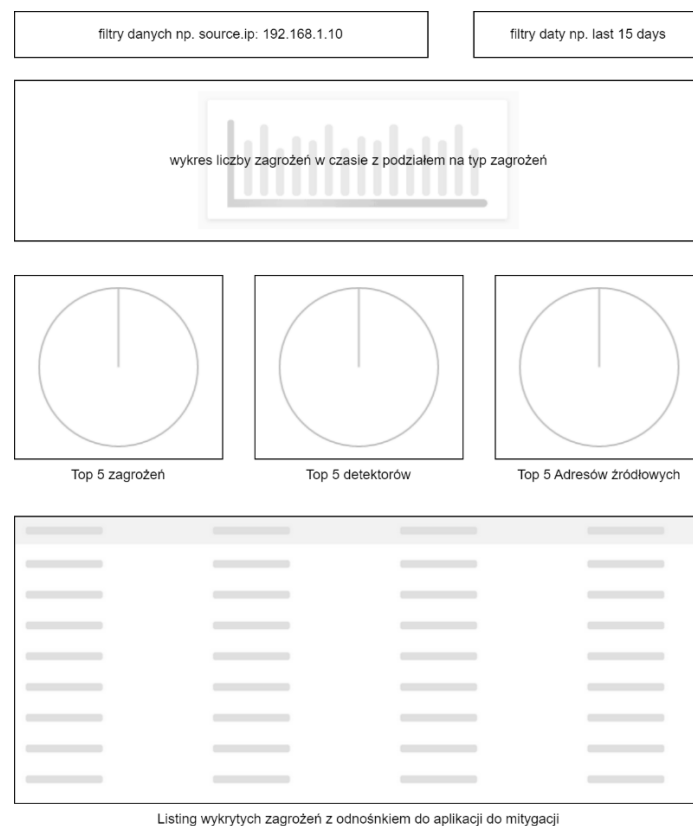 filtry danych np. source.ip: 192.168.1.10
filtry daty np. last 15 days
wykres liczby zagrożeń w czasie z podziałem na typ zagrożeń
Top 5 zagrożeń
Top 5 detektorów
Top 5 Adresów źródłowych
Listing wykrytych zagrożeń z odnośnkiem do aplikacji do mitygacji